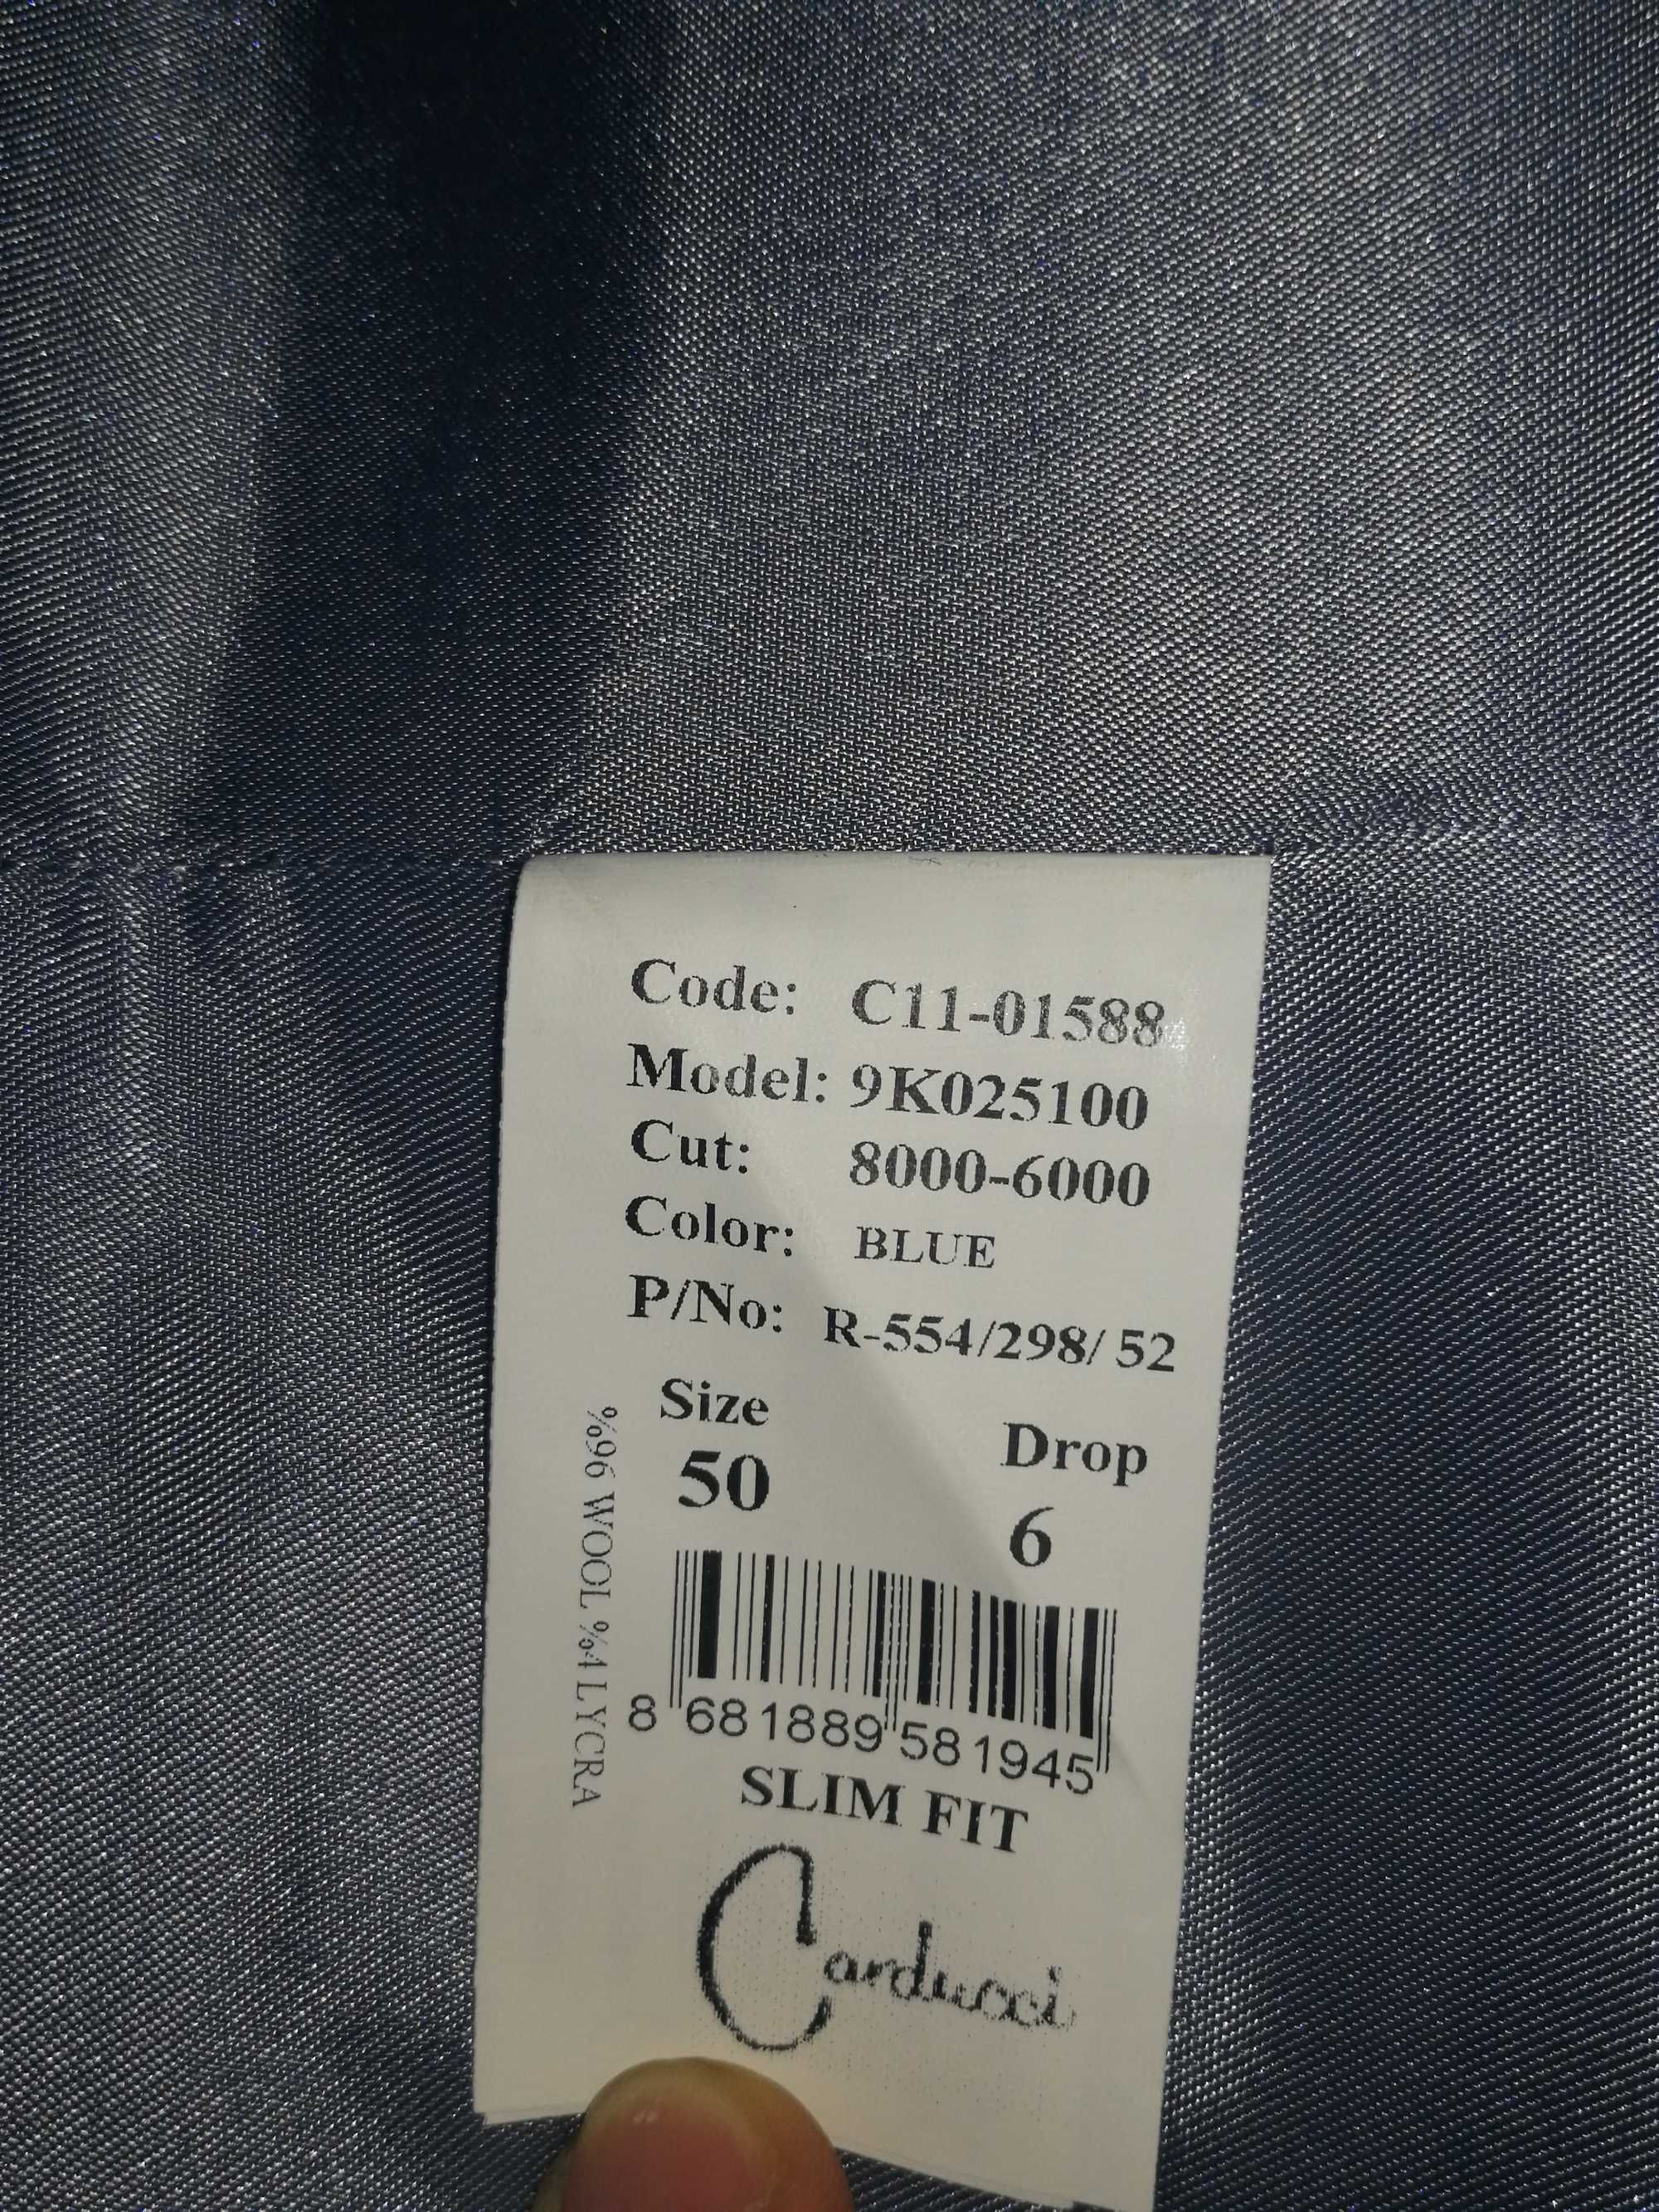 Code: C11-01588
Model: 9K025100
Cut: 8000-6000
Color: BLUE
P/No: R-554/298/ 52
Size Drop
50 6
%96 WOOL %4 LYCRA
8 681889 581945
SLIM FIT
Carducci